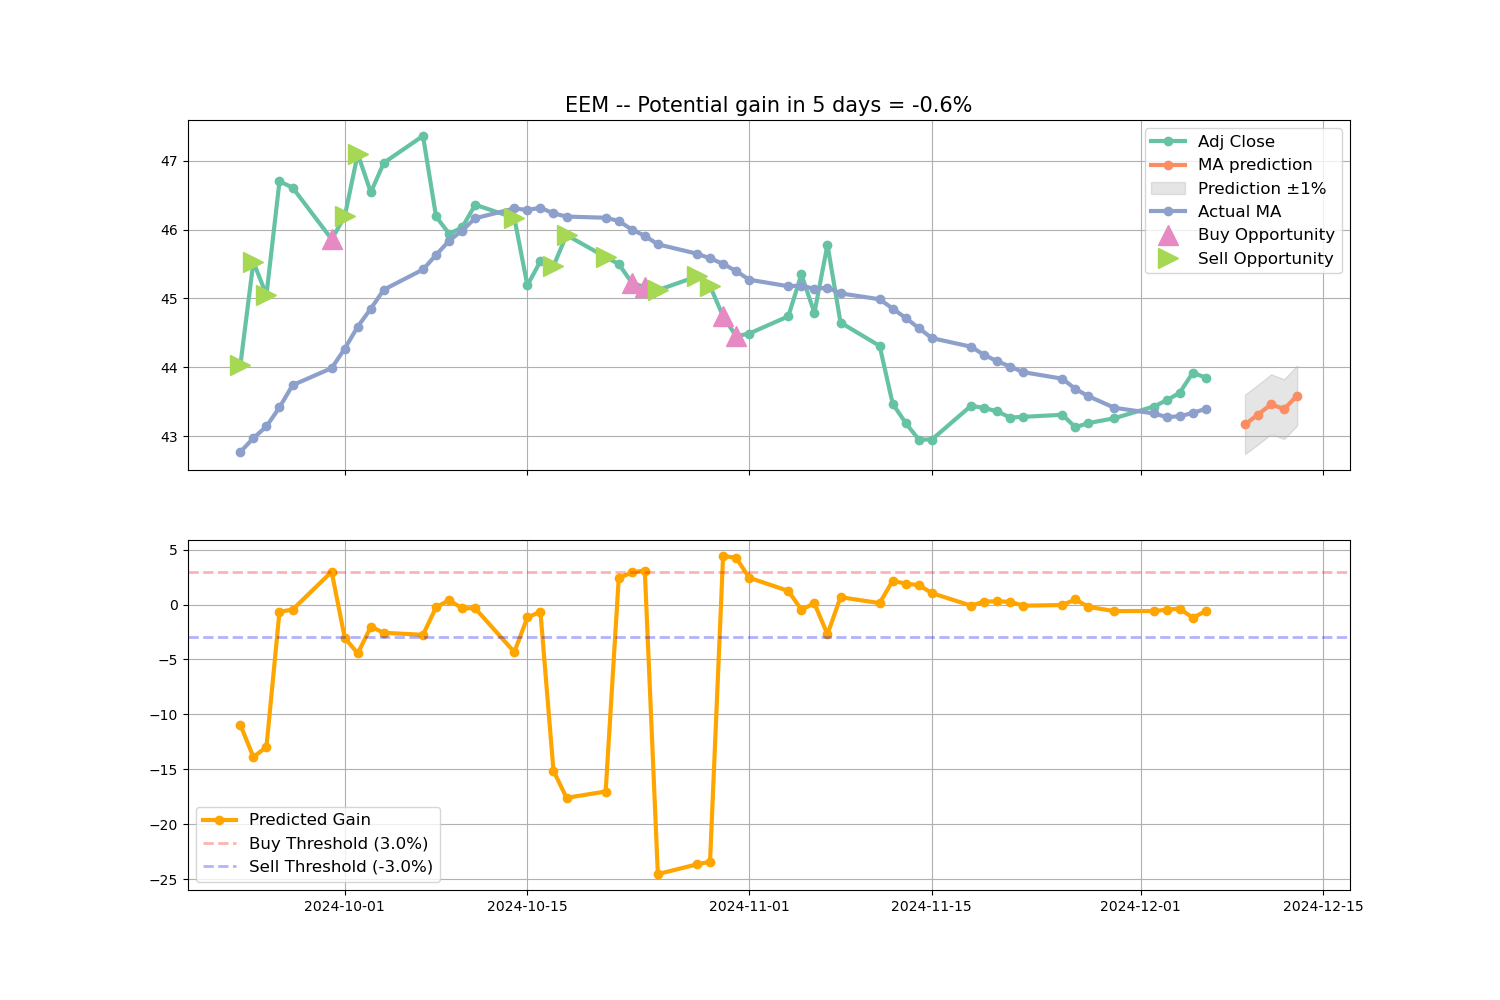 EEM -- Potential gain in 5 days = -0.6%
47
46
45
44
43
Adj Close
MA prediction
Prediction ±1%
Actual MA
Buy Opportunity
Sell Opportunity
5
0
−5
−10
−15
−20
−25
Predicted Gain
Buy Threshold (3.0%)
Sell Threshold (-3.0%)
2024-10-01
2024-10-15
2024-11-01
2024-11-15
2024-12-01
2024-12-15